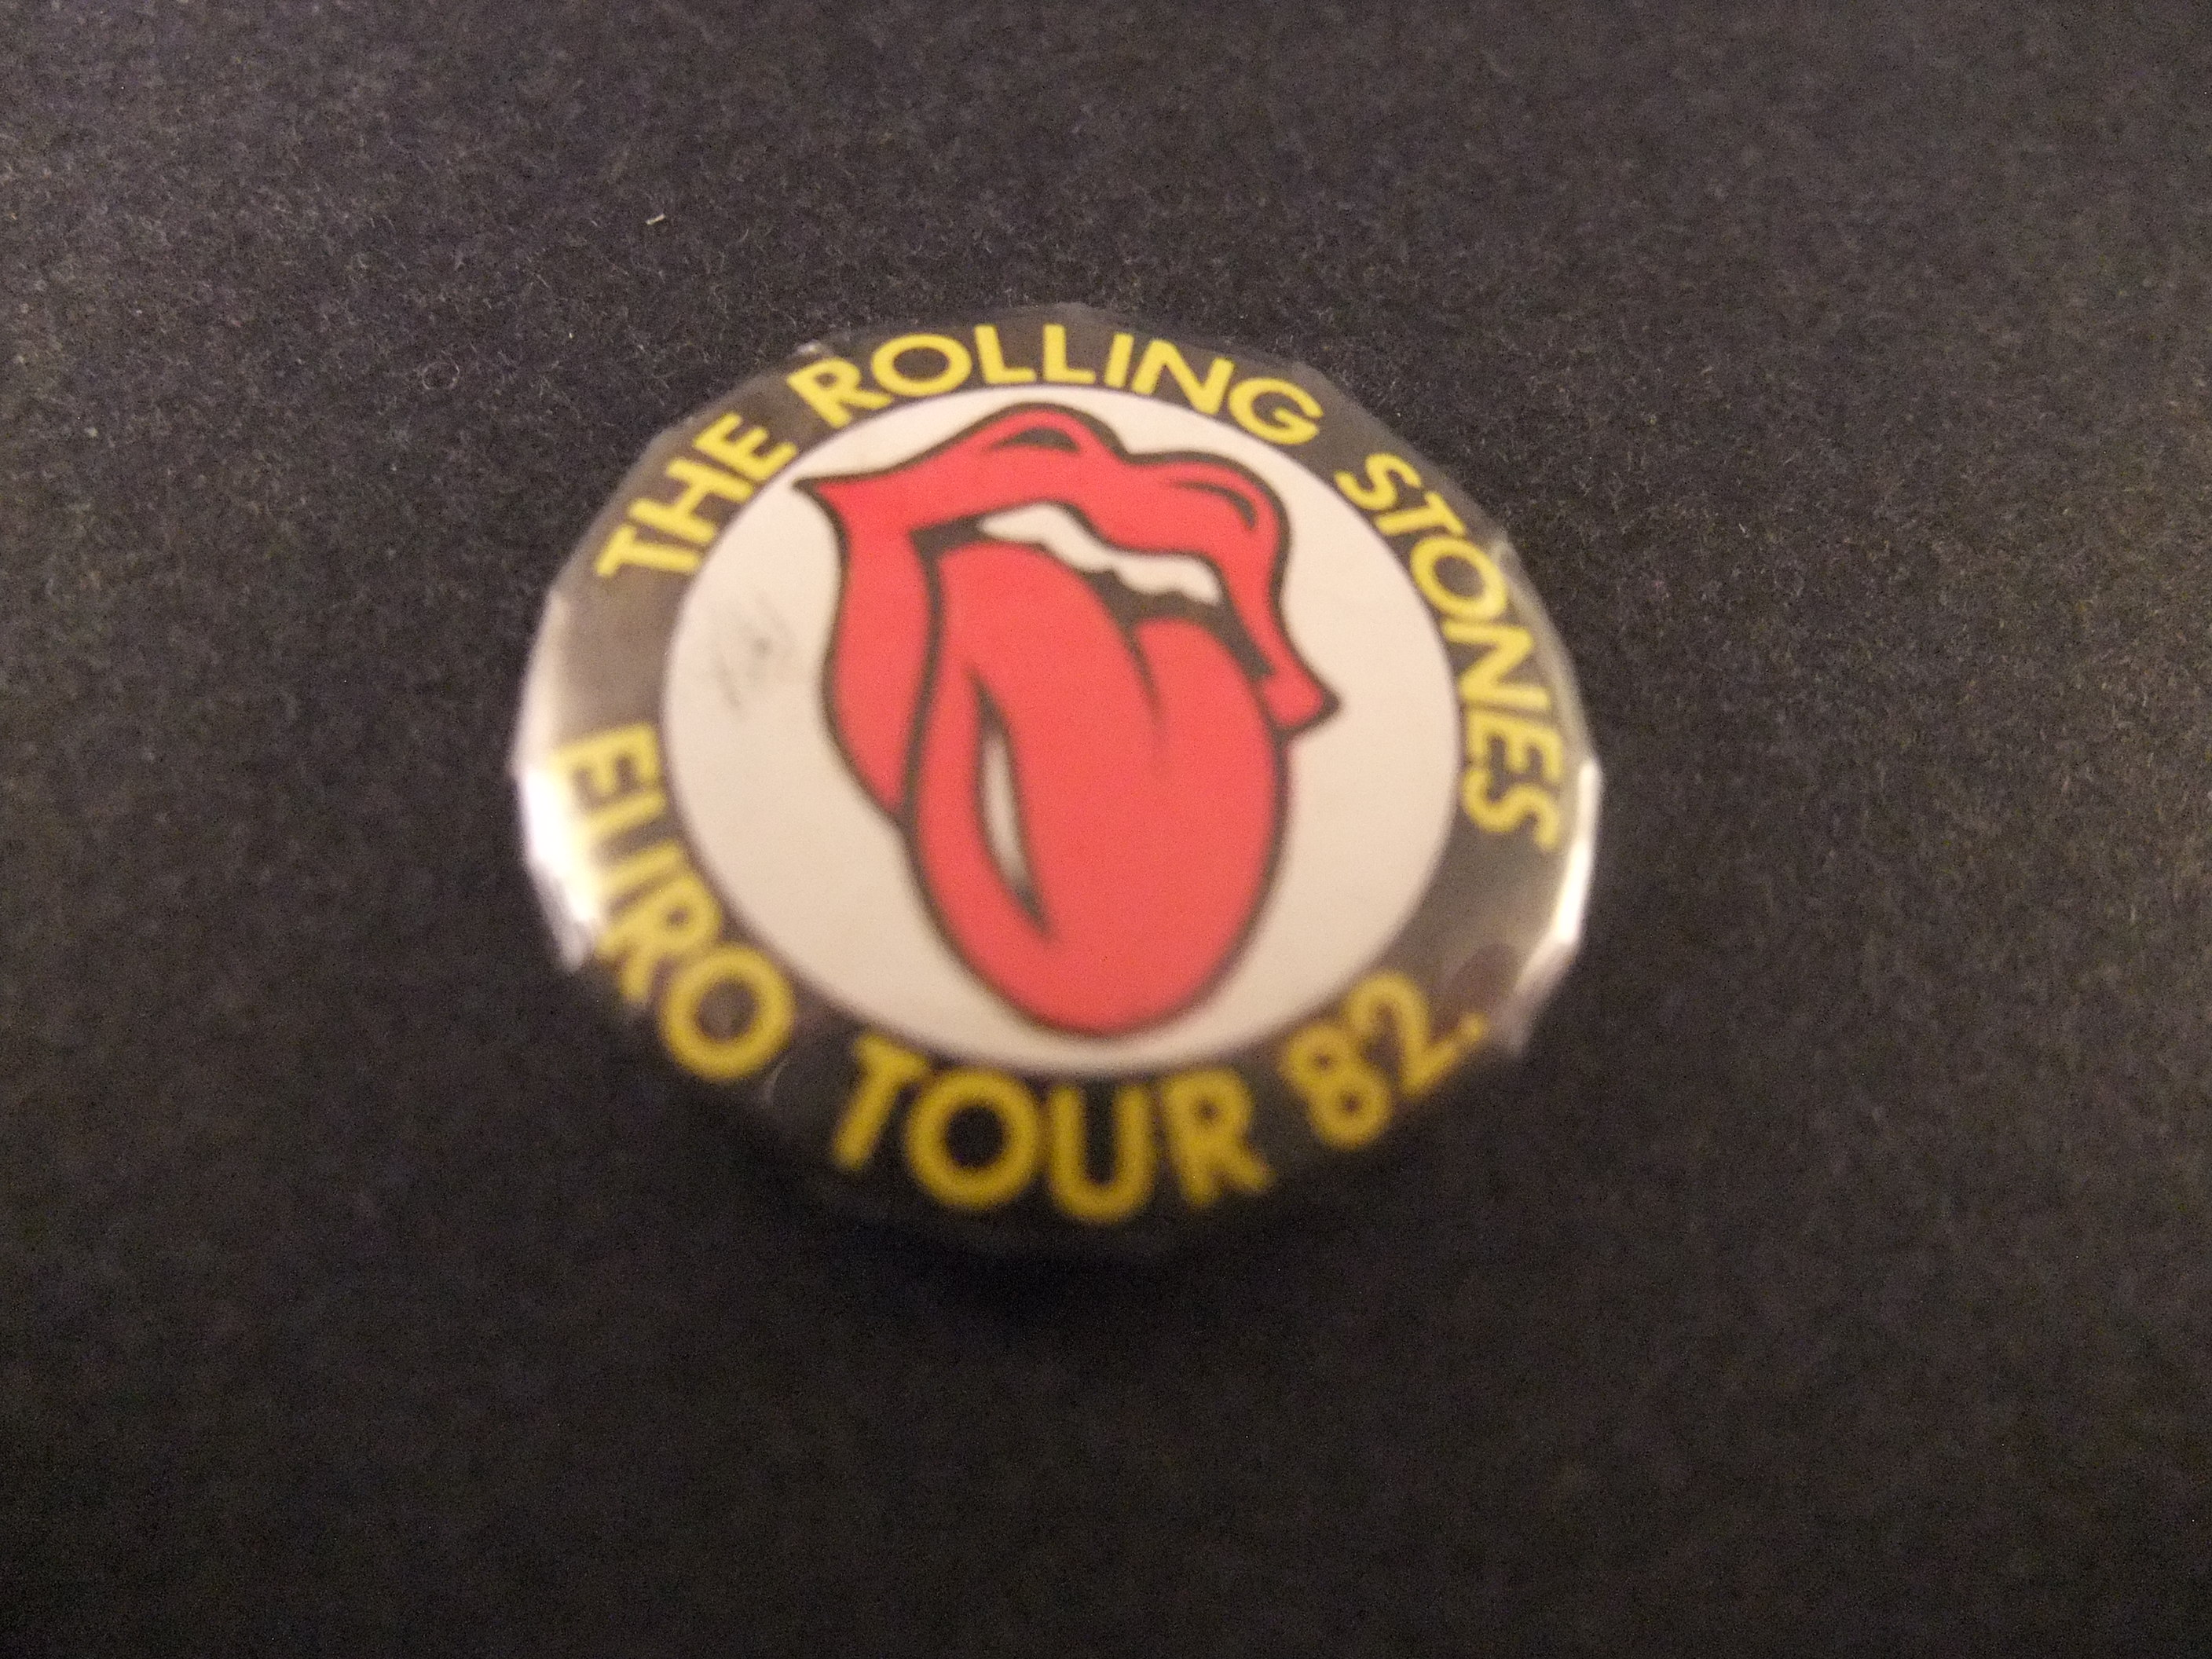 THE ROLLING STONES
EURO TOUR 82.